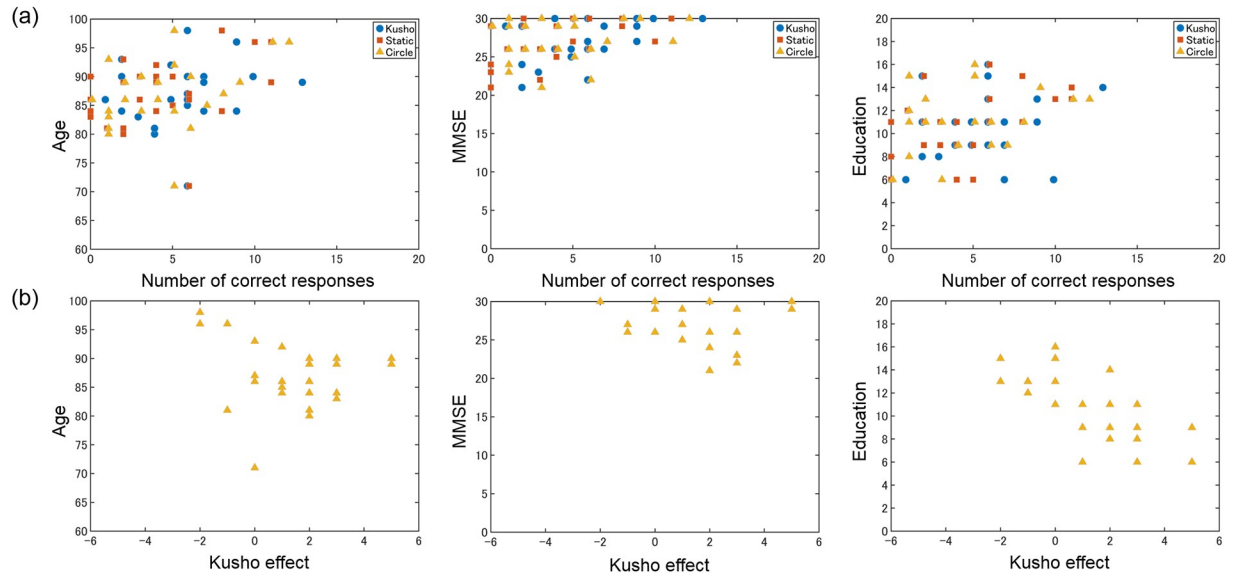 (a)
100
95
90
85
80
75
70
65
60
Age
0 5 10 15 20
Number of correct responses
Kusho
Static
Circle
30
25
20
15
10
5
0
MMSE
0 5 10 15 20
Number of correct responses
Kusho
Static
Circle
20
18
16
14
12
10
8
6
4
2
0
Education
0 5 10 15 20
Number of correct responses
Kusho
Static
Circle
(b)
100
95
90
85
80
75
70
65
60
Age
−6 −4 −2 0 2 4 6
Kusho effect
30
25
20
15
10
5
0
MMSE
−6 −4 −2 0 2 4 6
Kusho effect
20
18
16
14
12
10
8
6
4
2
0
Education
−6 −4 −2 0 2 4 6
Kusho effect